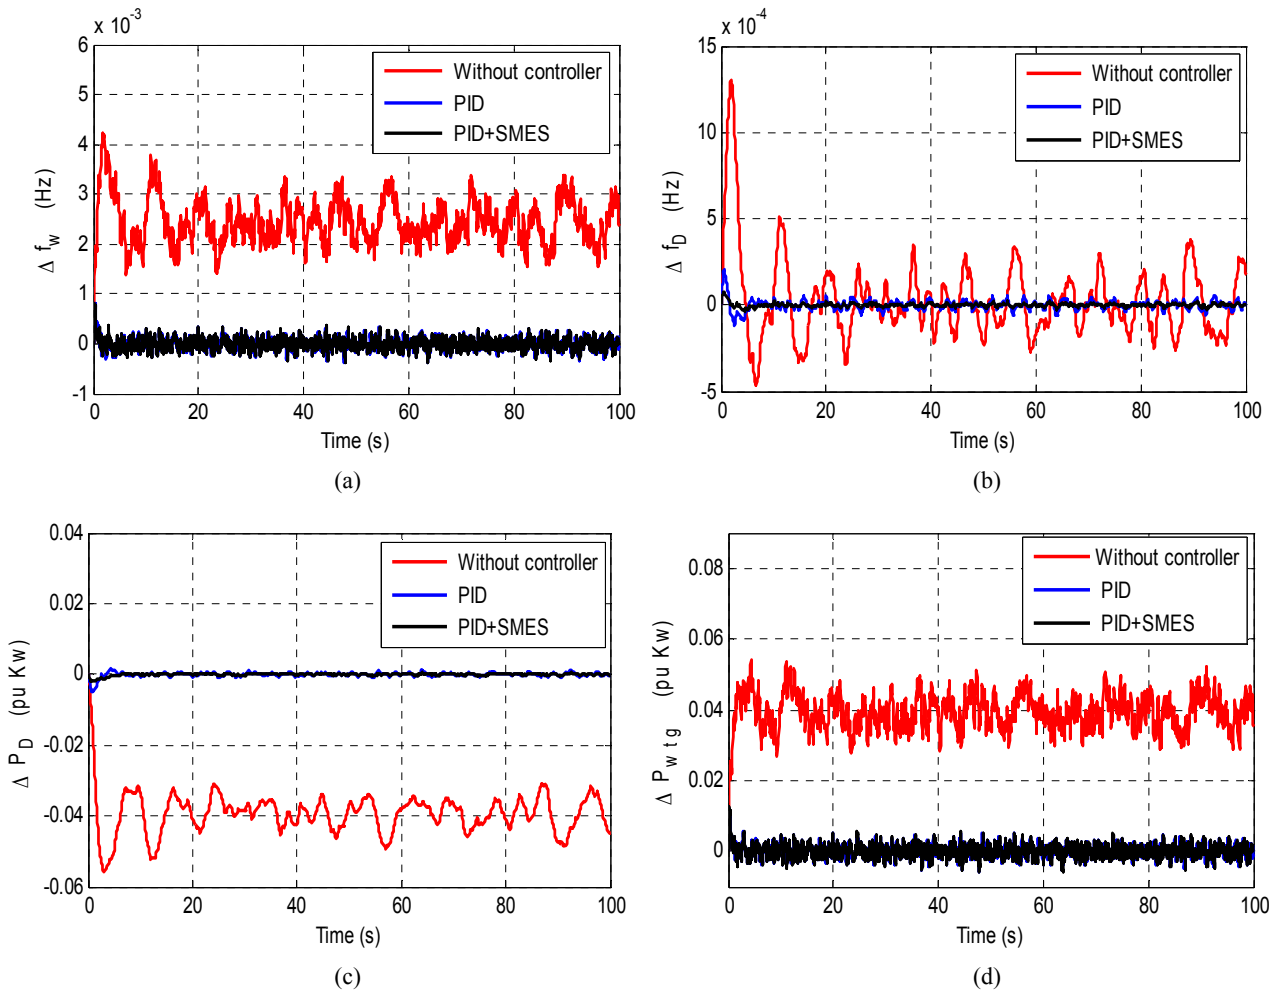 x 10^-3
6
5
4
3
2
1
0
-1
Δ f_w (Hz)
Without controller
PID
PID+SMES
0 20 40 60 80 100
Time (s)
(a)
x 10^-4
15
10
5
0
-5
Δ f_D (Hz)
Without controller
PID
PID+SMES
0 20 40 60 80 100
Time (s)
(b)
0.04
0.02
0
-0.02
-0.04
-0.06
Δ P_D (pu Kw)
Without controller
PID
PID+SMES
0 20 40 60 80 100
Time (s)
(c)
0.08
0.06
0.04
0.02
0
Δ P_wtg (pu Kw)
Without controller
PID
PID+SMES
0 20 40 60 80 100
Time (s)
(d)